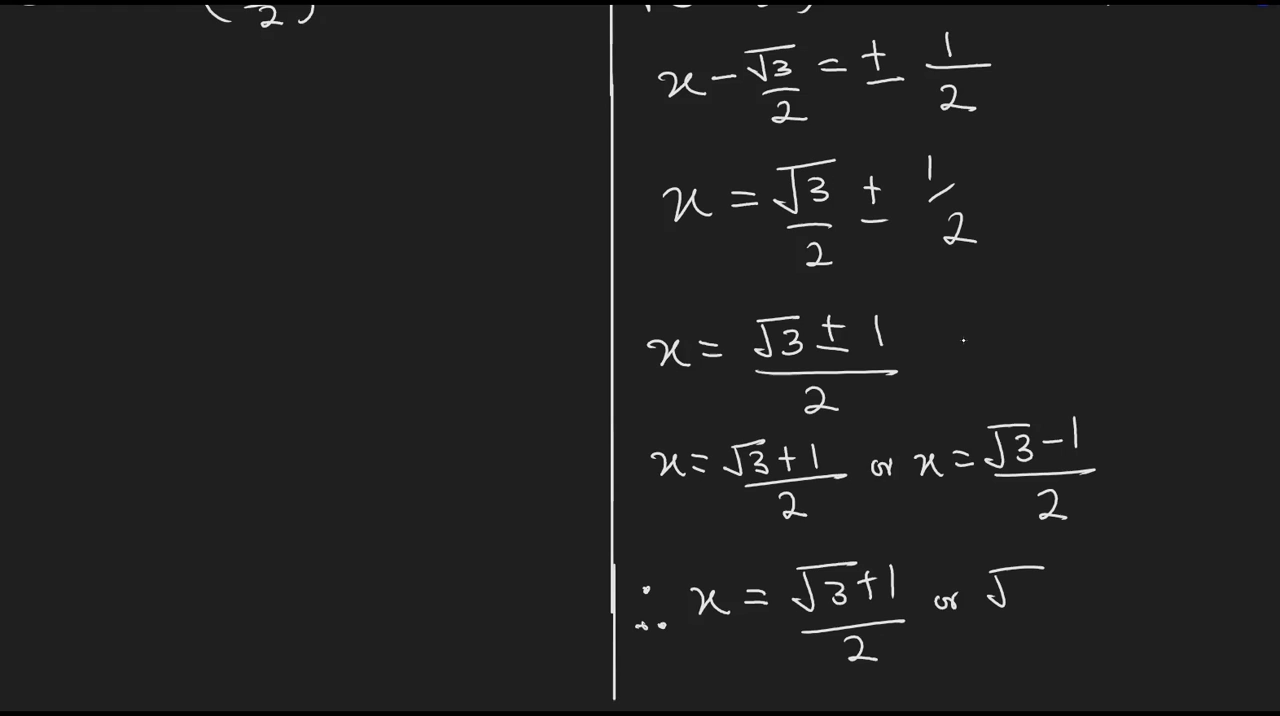 x - √3/2 = ± 1/2
x = √3/2 ± 1/2
x = (√3 ± 1)/2
x = (√3 + 1)/2 or x = (√3 - 1)/2
∴ x = (√3 + 1)/2 or √